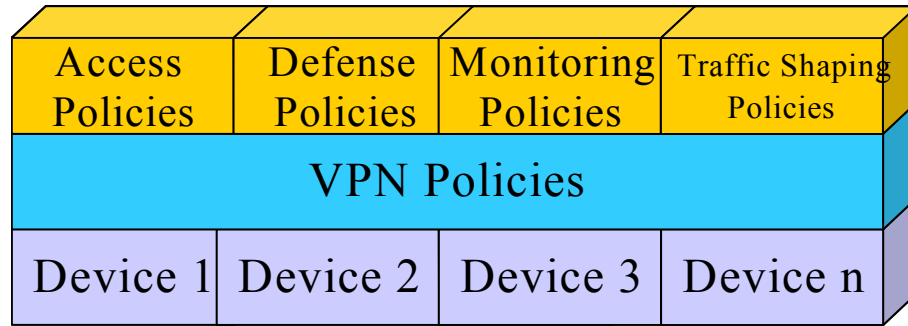 Access
Policies
Defense
Policies
Monitoring
Policies
Traffic Shaping
Policies
VPN Policies
Device 1
Device 2
Device 3
Device n